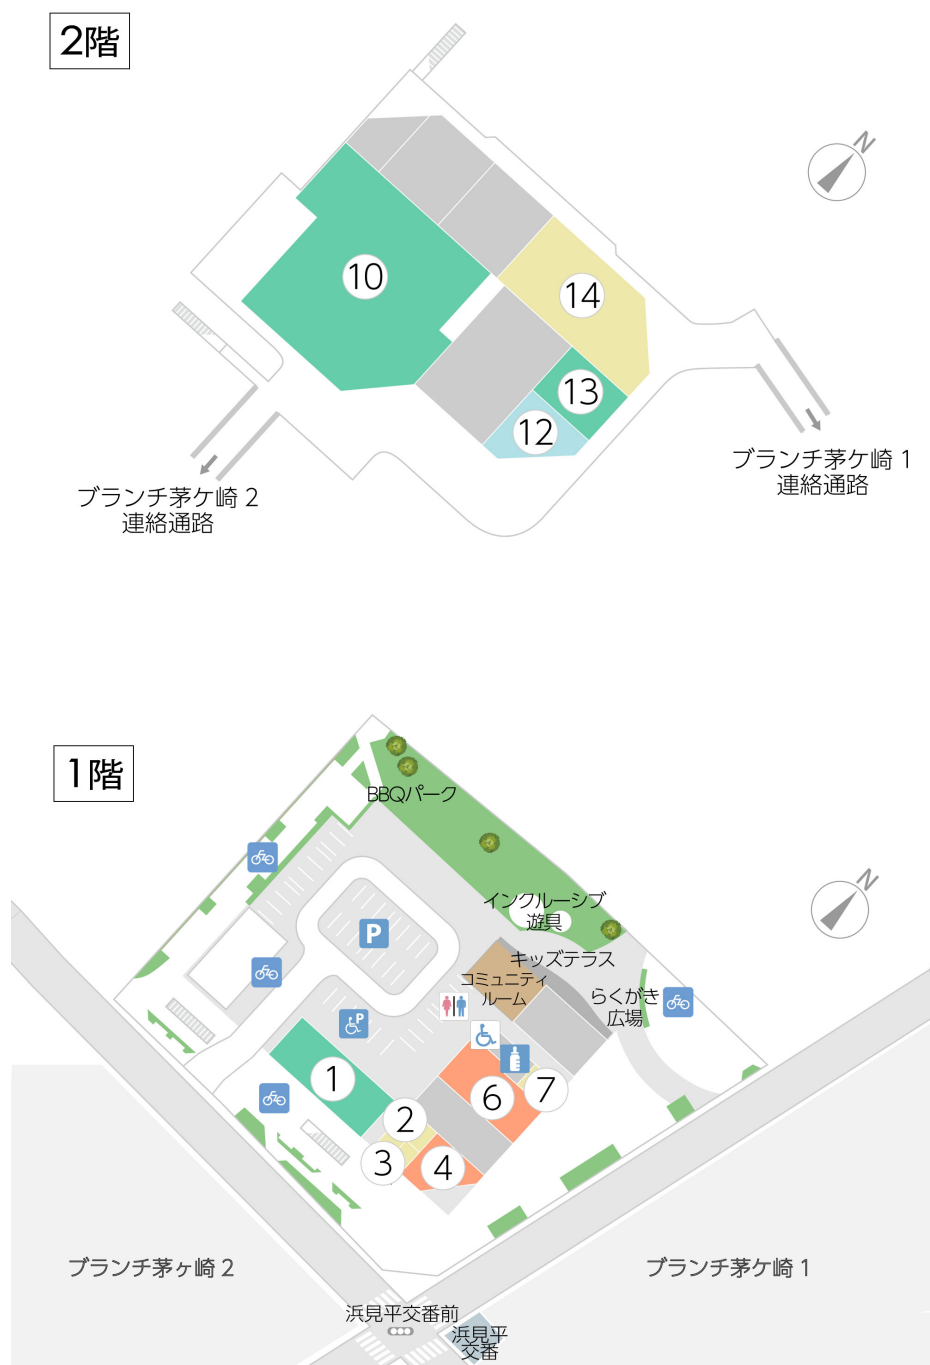 2階
N
10
14
13
12
ブランチ茅ケ崎 1
連絡通路
ブランチ茅ケ崎 2
連絡通路
1階
BBQパーク
N
インクルーシブ
遊具
P
キッズテラス
コミュニティ
ルーム
らくがき
広場
P
1
7
6
2
3
4
ブランチ茅ヶ崎 2
ブランチ茅ケ崎 1
浜見平交番前
浜見平
交番